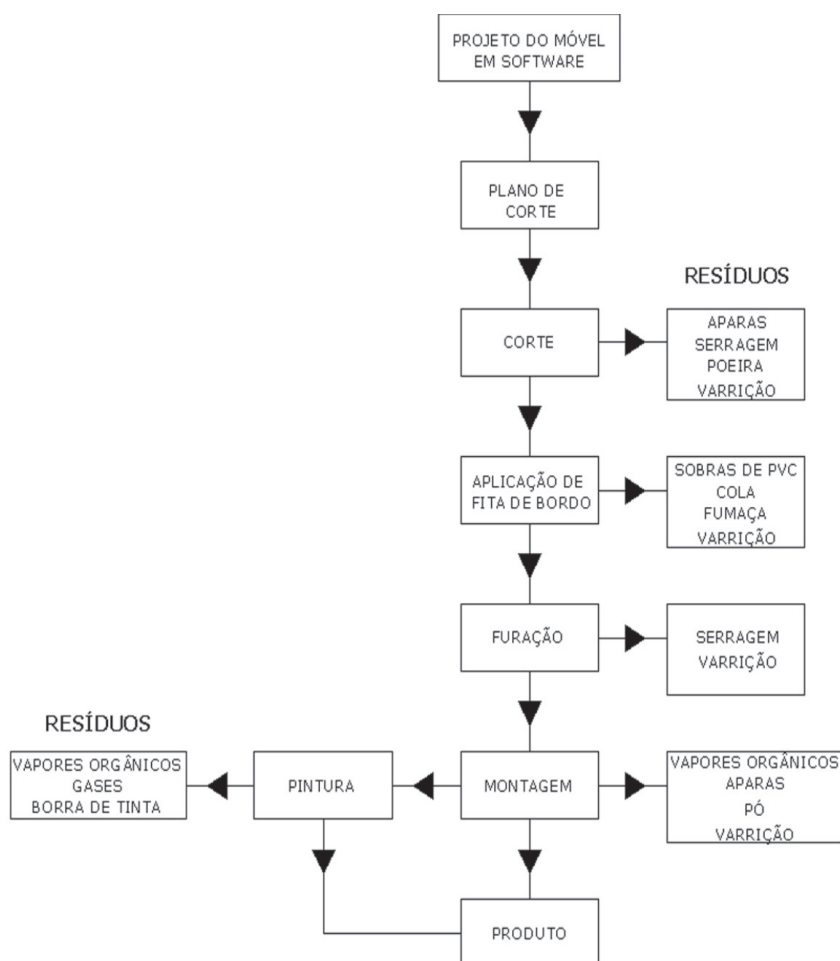 PROJETO DO MÓVEL
EM SOFTWARE
PLANO DE
CORTE
RESÍDUOS
CORTE
APARAS
SERRAGEM
POEIRA
VARRIÇÃO
APLICAÇÃO DE
FITA DE BORDO
SOBRAS DE PVC
COLA
FUMAÇA
VARRIÇÃO
FURAÇÃO
SERRAGEM
VARRIÇÃO
RESÍDUOS
VAPORES ORGÂNICOS
GASES
BORRA DE TINTA
PINTURA
MONTAGEM
VAPORES ORGÂNICOS
APARAS
PÓ
VARRIÇÃO
PRODUTO